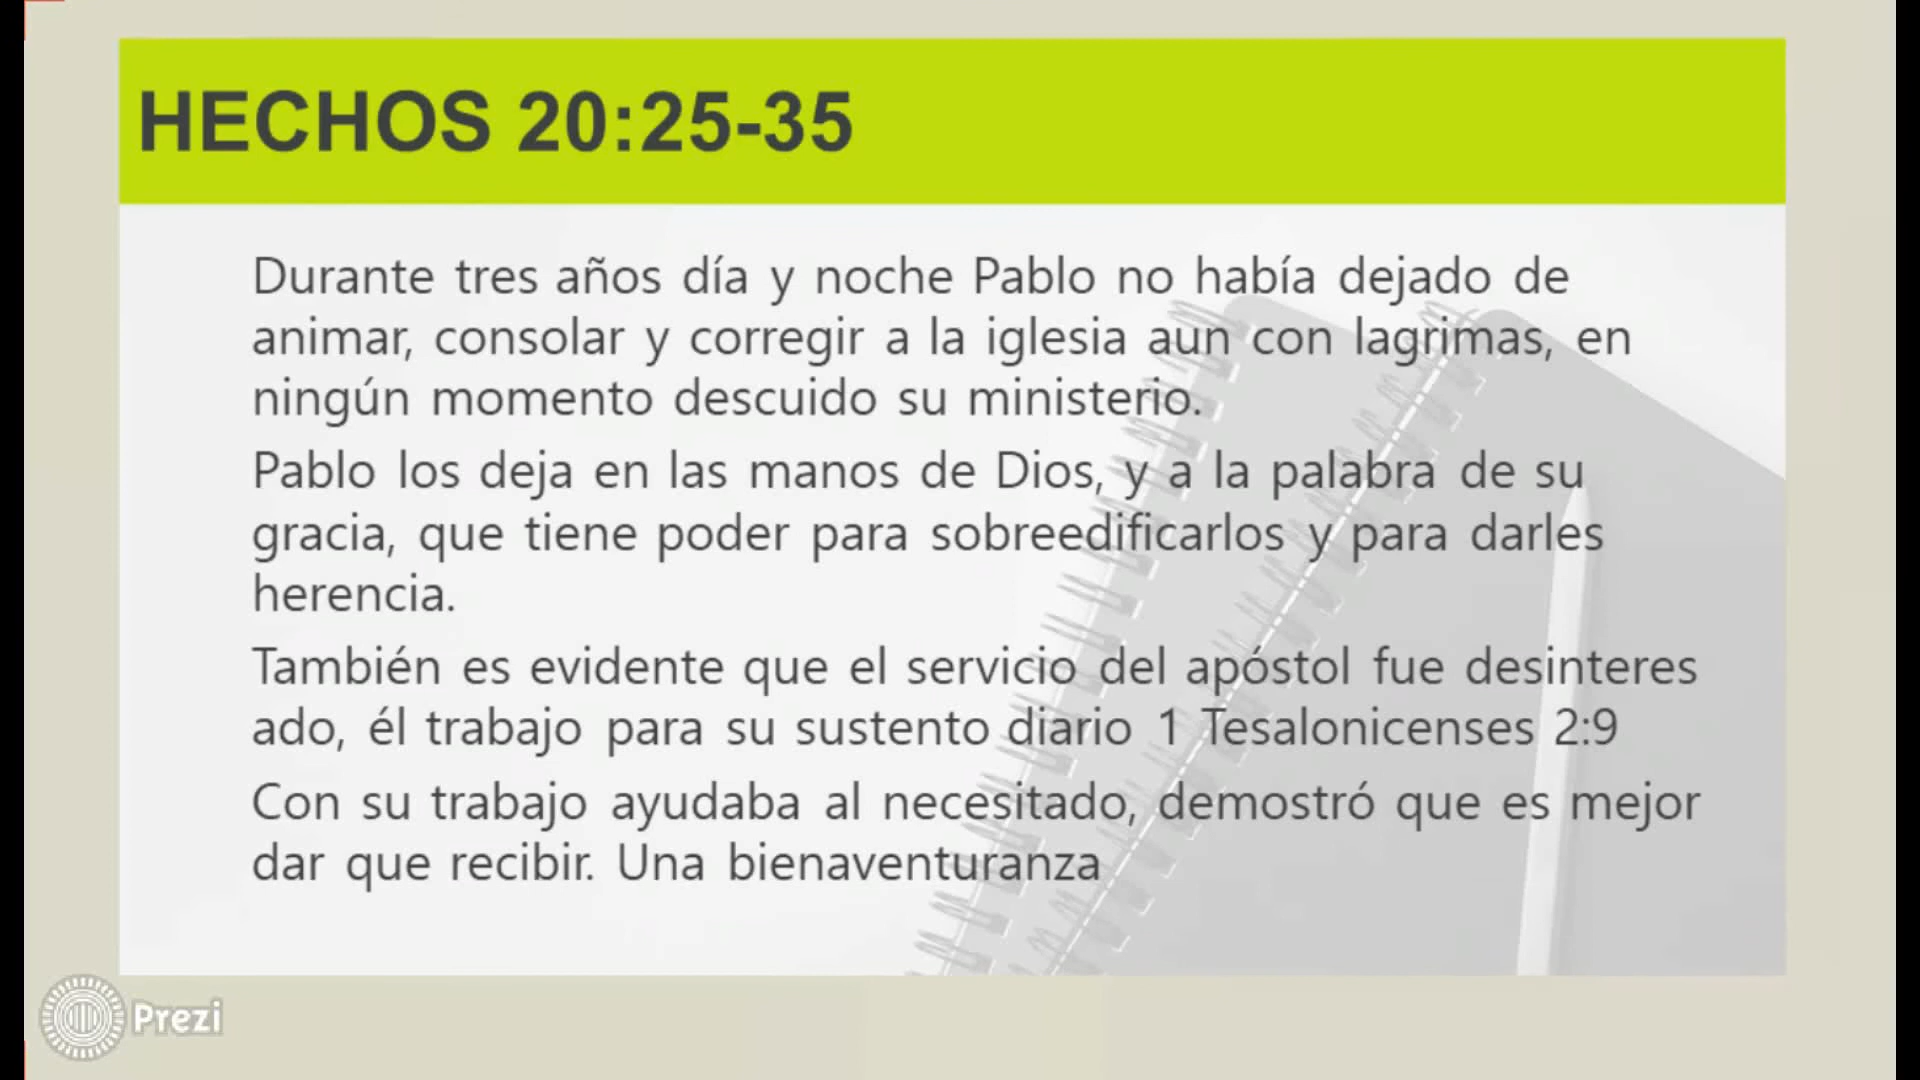 HECHOS 20:25-35
Durante tres años día y noche Pablo no había dejado de
animar, consolar y corregir a la iglesia aun con lagrimas, en
ningún momento descuido su ministerio.
Pablo los deja en las manos de Dios, y a la palabra de su
gracia, que tiene poder para sobreedificarlos y para darles
herencia.
También es evidente que el servicio del apóstol fue desinteres
ado, él trabajo para su sustento diario 1 Tesalonicenses 2:9
Con su trabajo ayudaba al necesitado, demostró que es mejor
dar que recibir. Una bienaventuranza
Prezi